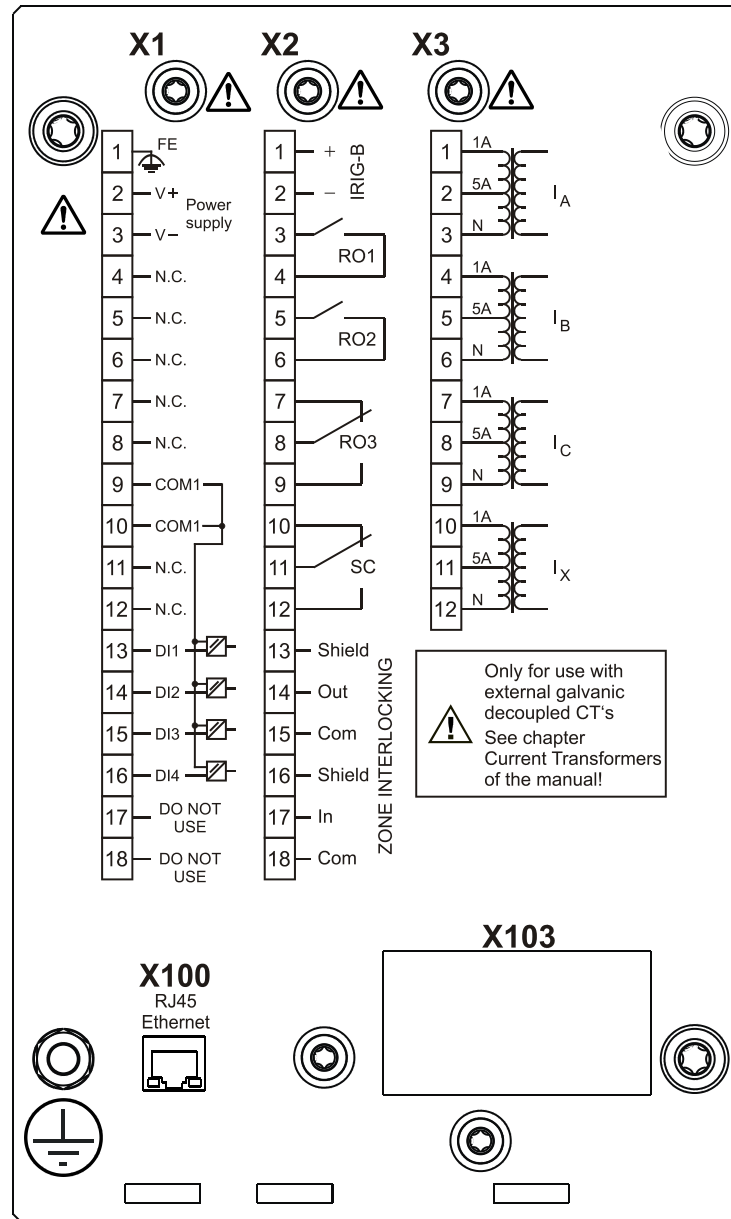 X1
X2
X3
1 FE
2 V+
Power
supply
3 V−
4 N.C.
5 N.C.
6 N.C.
7 N.C.
8 N.C.
9 COM1
10 COM1
11 N.C.
12 N.C.
13 DI1
14 DI2
15 DI3
16 DI4
17 DO NOT
USE
18 DO NOT
USE
1 +
2 −
IRIG-B
3
4
RO1
5
6
RO2
7
8 RO3
9
10
11 SC
12
13 Shield
14 Out
15 Com
16 Shield
17 In
18 Com
ZONE INTERLOCKING
1 1A
2 5A
3 N
IA
4 1A
5 5A
6 N
IB
7 1A
8 5A
9 N
IC
10 1A
11 5A
12 N
IX
Only for use with
external galvanic
decoupled CT‘s
See chapter
Current Transformers
of the manual!
X100
RJ45
Ethernet
X103